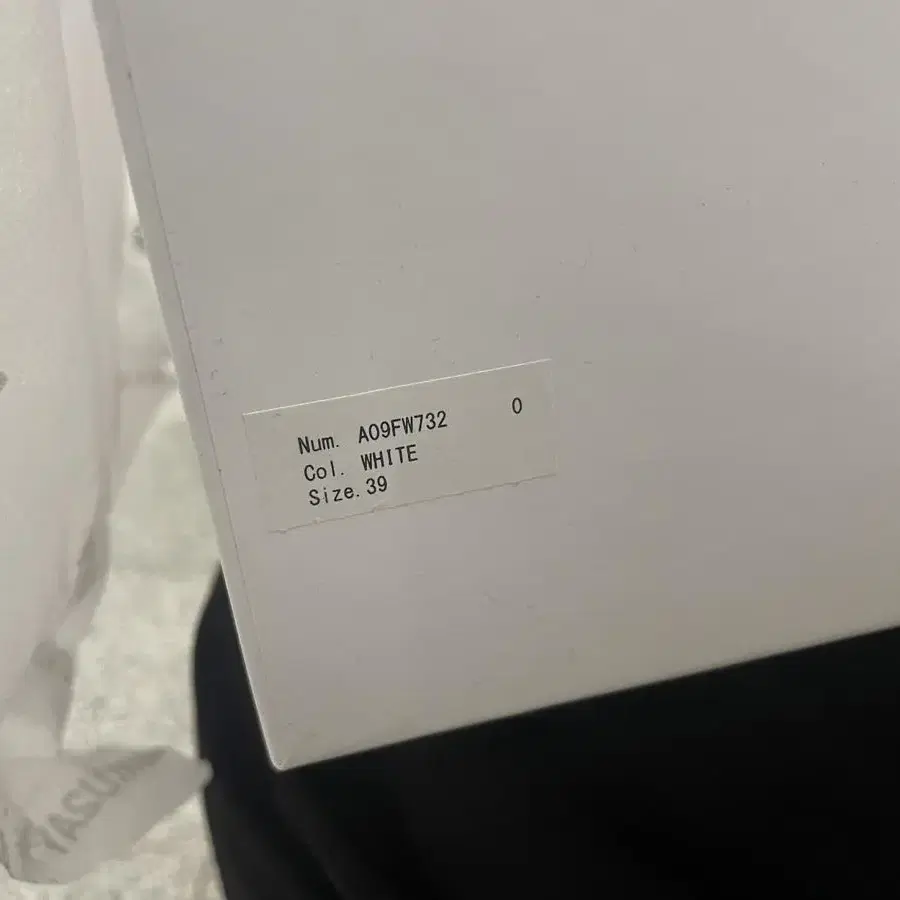 Num. A09FW732 0
Col. WHITE
Size. 39